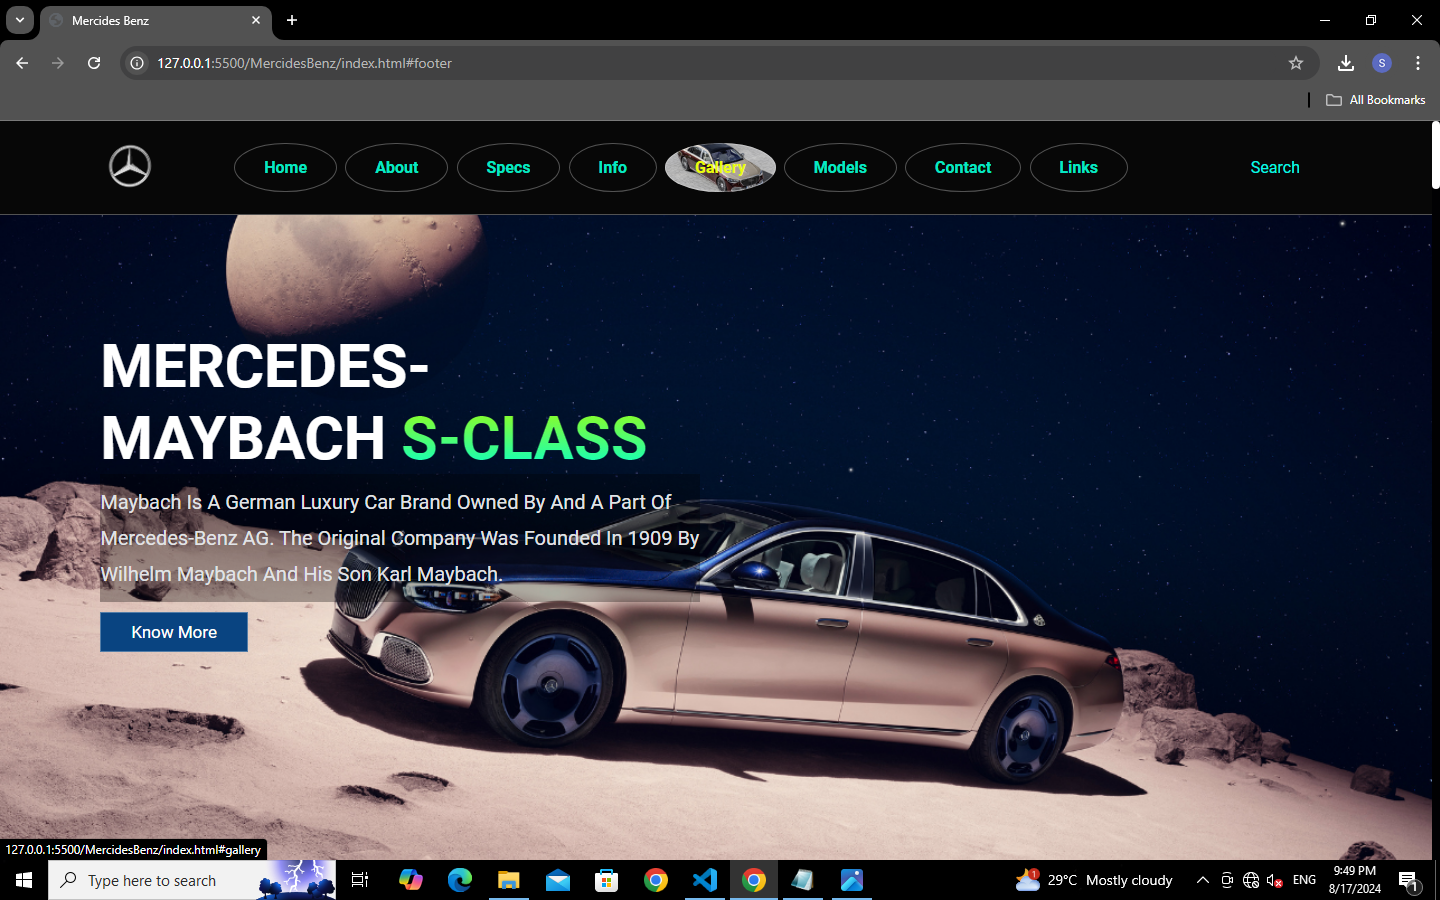 Mercides Benz
127.0.0.1:5500/MercidesBenz/index.html#footer
S
All Bookmarks
Home About Specs Info Gallery Models Contact Links Search
MERCEDES-
MAYBACH S-CLASS
Maybach Is A German Luxury Car Brand Owned By And A Part Of
Mercedes-Benz AG. The Original Company Was Founded In 1909 By
Wilhelm Maybach And His Son Karl Maybach.
Know More
127.0.0.1:5500/MercidesBenz/index.html#gallery
Type here to search
1
29°C Mostly cloudy
ENG
9:49 PM
8/17/2024
1